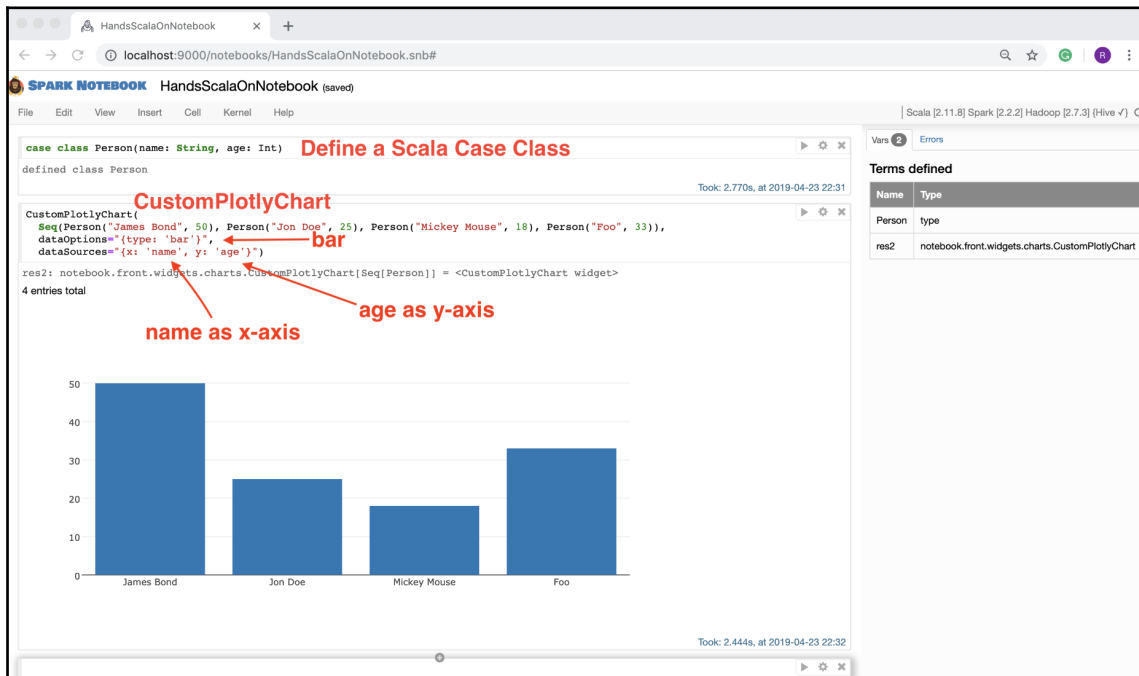 HandsScalaOnNotebook
localhost:9000/notebooks/HandsScalaOnNotebook.snb#
R
SPARK NOTEBOOK HandsScalaOnNotebook (saved)
File Edit View Insert Cell Kernel Help
Scala [2.11.8] Spark [2.2.2] Hadoop [2.7.3] {Hive ✓}
case class Person(name: String, age: Int) Define a Scala Case Class
defined class Person
Took: 2.770s, at 2019-04-23 22:31
CustomPlotlyChart
CustomPlotlyChart(
Seq(Person("James Bond", 50), Person("Jon Doe", 25), Person("Mickey Mouse", 18), Person("Foo", 33)),
dataOptions="{type: 'bar'}", bar
dataSources="{x: 'name', y: 'age'}")
res2: notebook.front.widgets.charts.CustomPlotlyChart[Seq[Person]] = <CustomPlotlyChart widget>
4 entries total
age as y-axis
name as x-axis
50
40
30
20
10
0
James Bond Jon Doe Mickey Mouse Foo
Took: 2.444s, at 2019-04-23 22:32
Vars 2 Errors
Terms defined
Name Type
Person type
res2 notebook.front.widgets.charts.CustomPlotlyChart